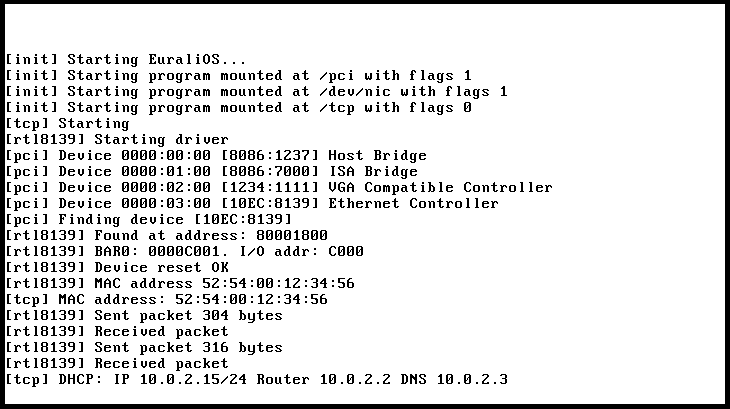 [init] Starting EuraliOS...
[init] Starting program mounted at /pci with flags 1
[init] Starting program mounted at /dev/nic with flags 1
[init] Starting program mounted at /tcp with flags 0
[tcp] Starting
[rtl8139] Starting driver
[pci] Device 0000:00:00 [8086:1237] Host Bridge
[pci] Device 0000:01:00 [8086:7000] ISA Bridge
[pci] Device 0000:02:00 [1234:1111] VGA Compatible Controller
[pci] Device 0000:03:00 [10EC:8139] Ethernet Controller
[pci] Finding device [10EC:8139]
[rtl8139] Found at address: 80001800
[rtl8139] BAR0: 0000C001. I/O addr: C000
[rtl8139] Device reset OK
[rtl8139] MAC address 52:54:00:12:34:56
[tcp] MAC address: 52:54:00:12:34:56
[rtl8139] Sent packet 304 bytes
[rtl8139] Received packet
[rtl8139] Sent packet 316 bytes
[rtl8139] Received packet
[tcp] DHCP: IP 10.0.2.15/24 Router 10.0.2.2 DNS 10.0.2.3